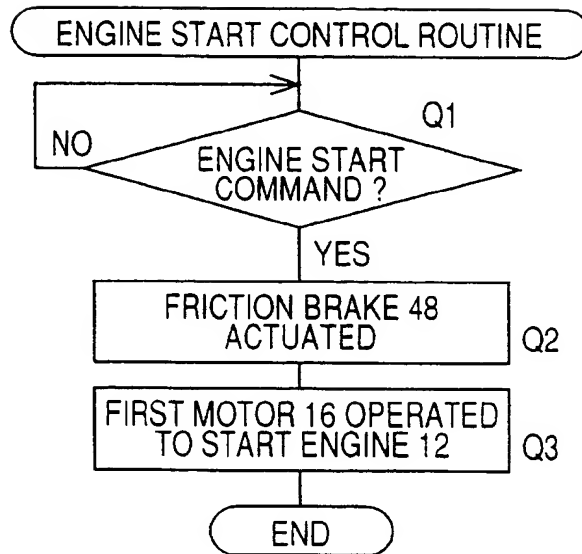 ENGINE START CONTROL ROUTINE
Q1
NO
ENGINE START
COMMAND ?
YES
FRICTION BRAKE 48
ACTUATED
Q2
FIRST MOTOR 16 OPERATED
TO START ENGINE 12
Q3
END